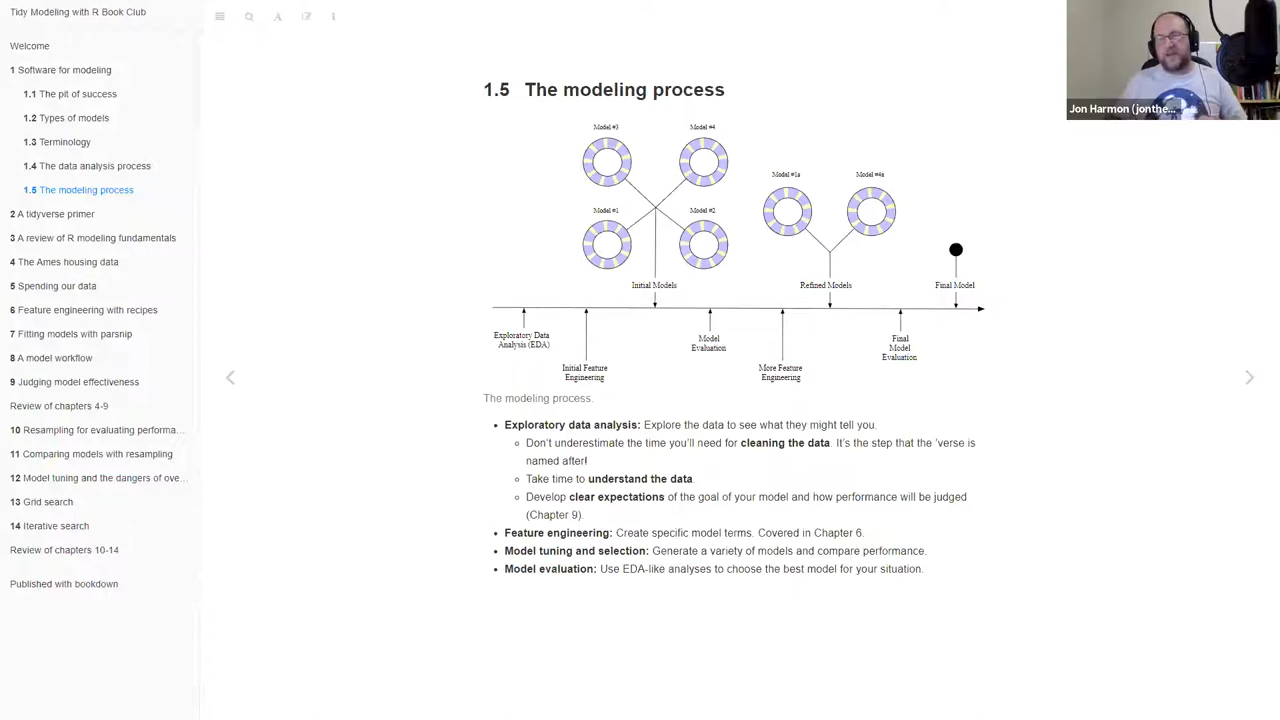 Tidy Modeling with R Book Club
Welcome
1 Software for modeling
1.1 The pit of success
1.2 Types of models
1.3 Terminology
1.4 The data analysis process
1.5 The modeling process
2 A tidyverse primer
3 A review of R modeling fundamentals
4 The Ames housing data
5 Spending our data
6 Feature engineering with recipes
7 Fitting models with parsnip
8 A model workflow
9 Judging model effectiveness
Review of chapters 4-9
10 Resampling for evaluating performa...
11 Comparing models with resampling
12 Model tuning and the dangers of ove...
13 Grid search
14 Iterative search
Review of chapters 10-14
Published with bookdown
A
i
1.5 The modeling process
Model #3
Model #4
Model #1
Model #2
Model #1a
Model #4a
Initial Models
Refined Models
Final Model
Exploratory Data
Analysis (EDA)
Initial Feature
Engineering
Model
Evaluation
More Feature
Engineering
Final
Model
Evaluation
The modeling process.
• Exploratory data analysis: Explore the data to see what they might tell you.
○ Don't underestimate the time you'll need for cleaning the data. It's the step that the 'verse is
named after!
○ Take time to understand the data.
○ Develop clear expectations of the goal of your model and how performance will be judged
(Chapter 9).
• Feature engineering: Create specific model terms. Covered in Chapter 6.
• Model tuning and selection: Generate a variety of models and compare performance.
• Model evaluation: Use EDA-like analyses to choose the best model for your situation.
Jon Harmon (jonthe...